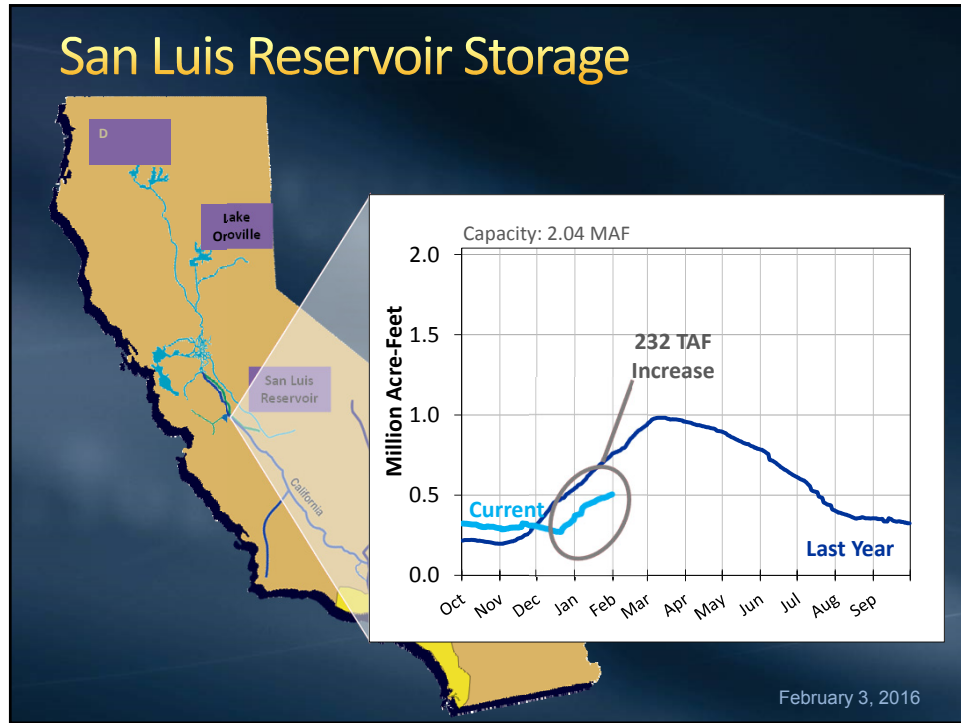 San Luis Reservoir Storage
D
Lake
Oroville
San Luis
Reservoir
California
Capacity: 2.04 MAF
Million Acre-Feet
2.0
1.5
1.0
0.5
0.0
232 TAF
Increase
Current
Last Year
Oct Nov Dec Jan Feb Mar Apr May Jun Jul Aug Sep
February 3, 2016